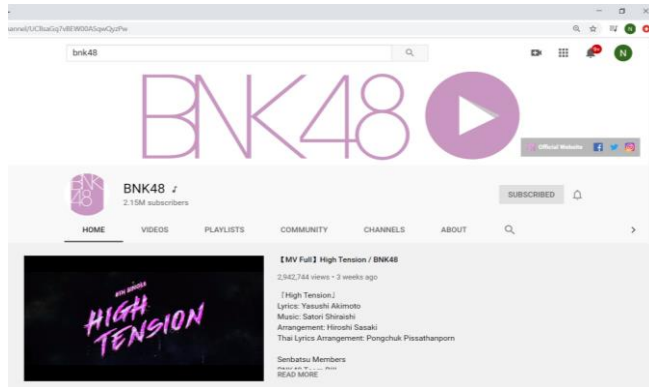 bnk48
N
BNK48
Official Website
BNK
48
BNK48
2.15M subscribers
SUBSCRIBED
HOME VIDEOS PLAYLISTS COMMUNITY CHANNELS ABOUT
【MV Full】High Tension / BNK48
2,942,744 views • 3 weeks ago
「High Tension」
Lyrics: Yasushi Akimoto
Music: Satori Shiraishi
Arrangement: Hiroshi Sasaki
Thai Lyrics Arrangement: Pongchuk Pissathanporn
Senbatsu Members
READ MORE
HIGH
TENSION